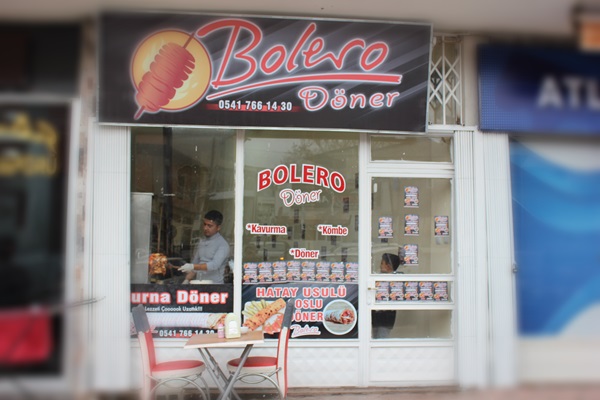 Bolero
Döner
0541 766 14 30
ATL
BOLERO
Döner
*Kavurma
*Kömbe
*Döner
urna Döner
0541 766 14 30
HATAY USULÜ
OSLU
ÖNER